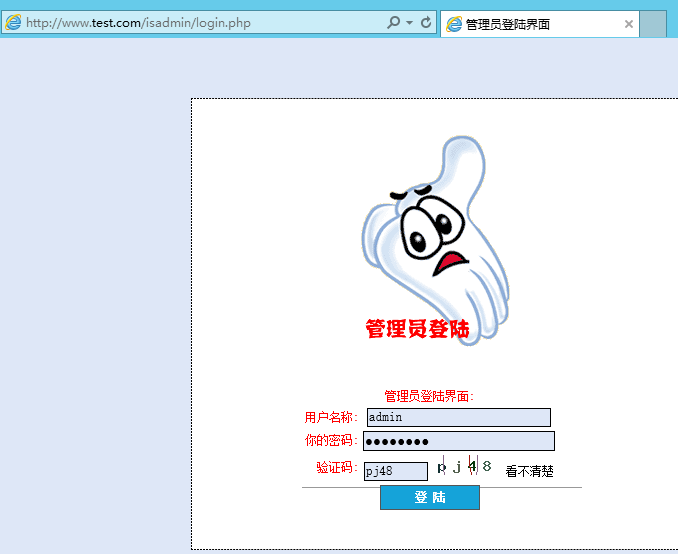 http://www.test.com/isadmin/login.php
管理员登陆界面
管理员登陆
管理员登陆界面:
用户名称: admin
你的密码: ●●●●●●●●
验证码: pj48 pj48 看不清楚
登 陆